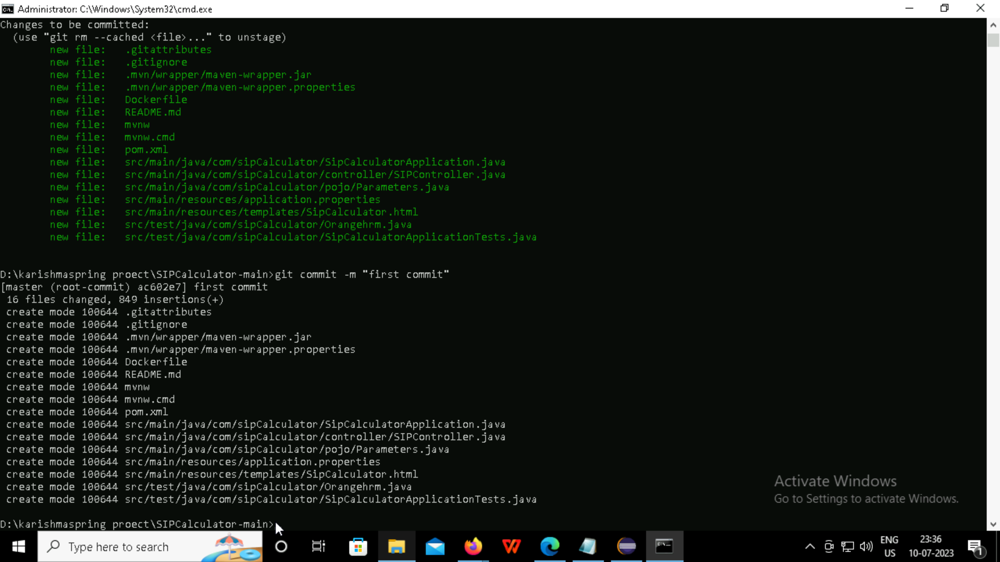 Administrator: C:\Windows\System32\cmd.exe
Changes to be committed:
  (use "git rm --cached <file>..." to unstage)
        new file:   .gitattributes
        new file:   .gitignore
        new file:   .mvn/wrapper/maven-wrapper.jar
        new file:   .mvn/wrapper/maven-wrapper.properties
        new file:   Dockerfile
        new file:   README.md
        new file:   mvnw
        new file:   mvnw.cmd
        new file:   pom.xml
        new file:   src/main/java/com/sipCalculator/SipCalculatorApplication.java
        new file:   src/main/java/com/sipCalculator/controller/SIPController.java
        new file:   src/main/java/com/sipCalculator/pojo/Parameters.java
        new file:   src/main/resources/application.properties
        new file:   src/main/resources/templates/SipCalculator.html
        new file:   src/test/java/com/sipCalculator/Orangehrm.java
        new file:   src/test/java/com/sipCalculator/SipCalculatorApplicationTests.java
D:\karishmaspring proect\SIPCalculator-main>git commit -m "first commit"
[master (root-commit) ac602e7] first commit
 16 files changed, 849 insertions(+)
 create mode 100644 .gitattributes
 create mode 100644 .gitignore
 create mode 100644 .mvn/wrapper/maven-wrapper.jar
 create mode 100644 .mvn/wrapper/maven-wrapper.properties
 create mode 100644 Dockerfile
 create mode 100644 README.md
 create mode 100644 mvnw
 create mode 100644 mvnw.cmd
 create mode 100644 pom.xml
 create mode 100644 src/main/java/com/sipCalculator/SipCalculatorApplication.java
 create mode 100644 src/main/java/com/sipCalculator/controller/SIPController.java
 create mode 100644 src/main/java/com/sipCalculator/pojo/Parameters.java
 create mode 100644 src/main/resources/application.properties
 create mode 100644 src/main/resources/templates/SipCalculator.html
 create mode 100644 src/test/java/com/sipCalculator/Orangehrm.java
 create mode 100644 src/test/java/com/sipCalculator/SipCalculatorApplicationTests.java
D:\karishmaspring proect\SIPCalculator-main>
Activate Windows
Go to Settings to activate Windows.
Type here to search
ENG
US
23:36
10-07-2023
1